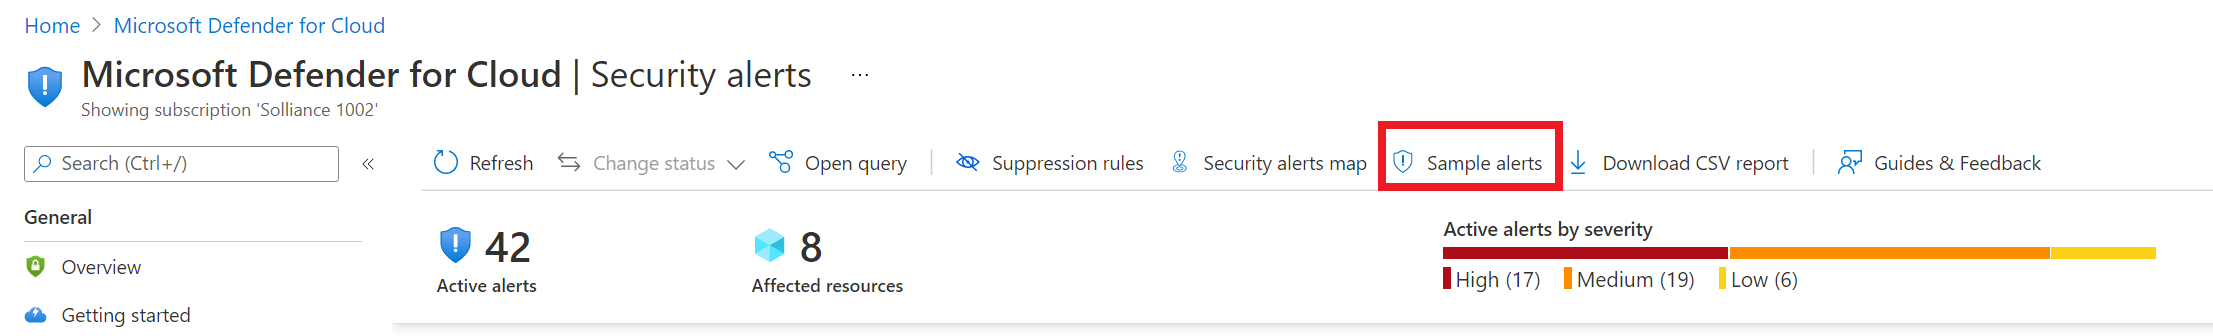 Home > Microsoft Defender for Cloud
Microsoft Defender for Cloud | Security alerts ...
Showing subscription 'Solliance 1002'
Search (Ctrl+/) «
Refresh Change status Open query Suppression rules Security alerts map Sample alerts Download CSV report Guides & Feedback
General
Overview
Getting started
42
Active alerts
8
Affected resources
Active alerts by severity
High (17) Medium (19) Low (6)